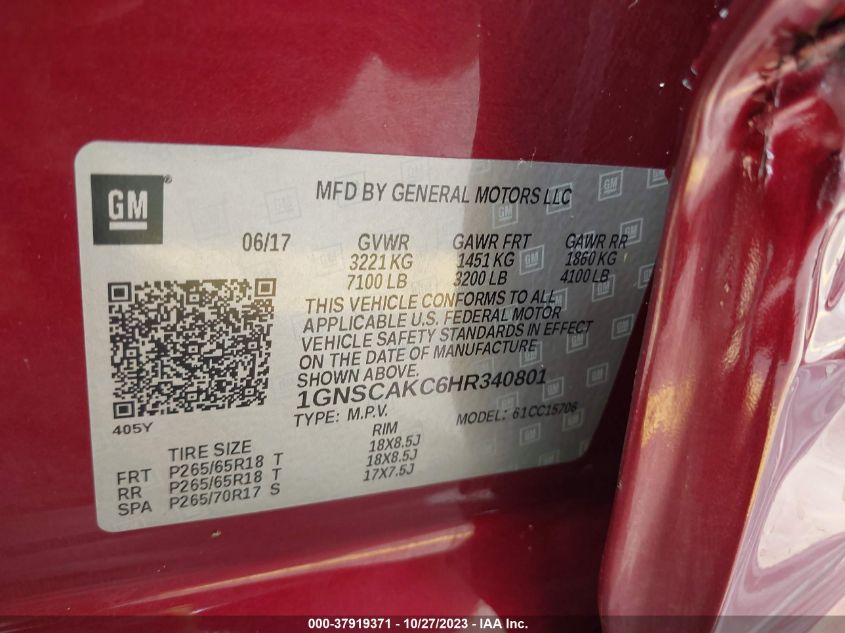 GM
MFD BY GENERAL MOTORS LLC
06/17 GVWR GAWR FRT GAWR RR
3221 KG 1451 KG 1860 KG
7100 LB 3200 LB 4100 LB
THIS VEHICLE CONFORMS TO ALL
APPLICABLE U.S. FEDERAL MOTOR
VEHICLE SAFETY STANDARDS IN EFFECT
ON THE DATE OF MANUFACTURE
SHOWN ABOVE.
1GNSCAKC6HR340801
TYPE: M.P.V. MODEL: 61CC15706
405Y
TIRE SIZE RIM
FRT P265/65R18 T 18X8.5J
RR P265/65R18 T 18X8.5J
SPA P265/70R17 S 17X7.5J
000-37919371 - 10/27/2023 - IAA Inc.